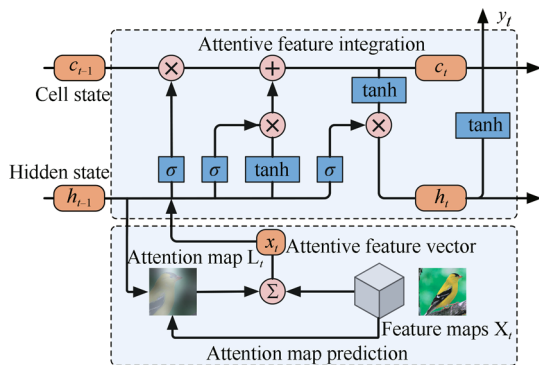 y_t
Attentive feature integration
c_{t-1}
×
+
c_t
Cell state
tanh
×
×
tanh
Hidden state
σ
σ
tanh
σ
h_{t-1}
h_t
x_t
Attentive feature vector
Attention map L_t
Σ
Feature maps X_t
Attention map prediction